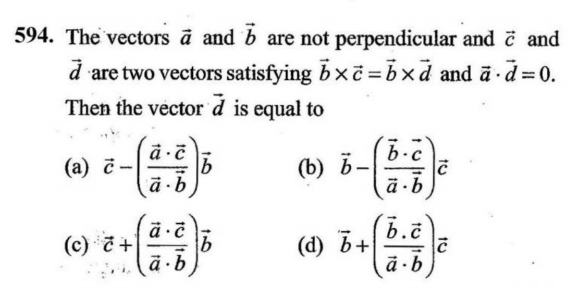 594. The vectors a⃗ and b⃗ are not perpendicular and c⃗ and
d⃗ are two vectors satisfying b⃗ × c⃗ = b⃗ × d⃗ and a⃗ · d⃗ = 0.
Then the vector d⃗ is equal to
(a) c⃗ − (a⃗ · c⃗ / a⃗ · b⃗) b⃗ (b) b⃗ − (b⃗ · c⃗ / a⃗ · b⃗) c⃗
(c) c⃗ + (a⃗ · c⃗ / a⃗ · b⃗) b⃗ (d) b⃗ + (b⃗ . c⃗ / a⃗ · b⃗) c⃗